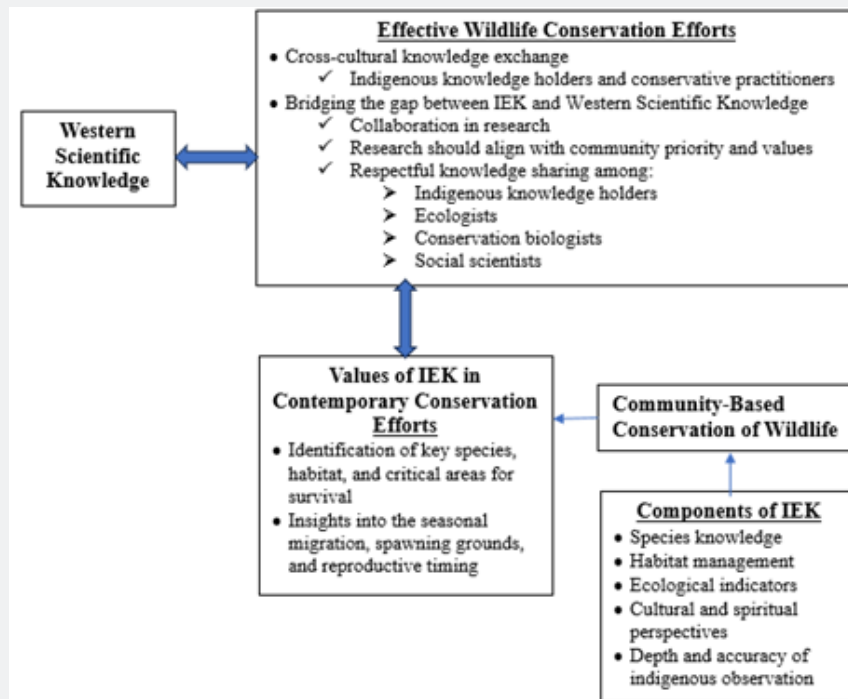 Effective Wildlife Conservation Efforts
• Cross-cultural knowledge exchange
✓ Indigenous knowledge holders and conservative practitioners
• Bridging the gap between IEK and Western Scientific Knowledge
✓ Collaboration in research
✓ Research should align with community priority and values
✓ Respectful knowledge sharing among:
➤ Indigenous knowledge holders
➤ Ecologists
➤ Conservation biologists
➤ Social scientists
Western
Scientific
Knowledge
Values of IEK in
Contemporary Conservation
Efforts
• Identification of key species,
habitat, and critical areas for
survival
• Insights into the seasonal
migration, spawning grounds,
and reproductive timing
Community-Based
Conservation of Wildlife
Components of IEK
• Species knowledge
• Habitat management
• Ecological indicators
• Cultural and spiritual
perspectives
• Depth and accuracy of
indigenous observation